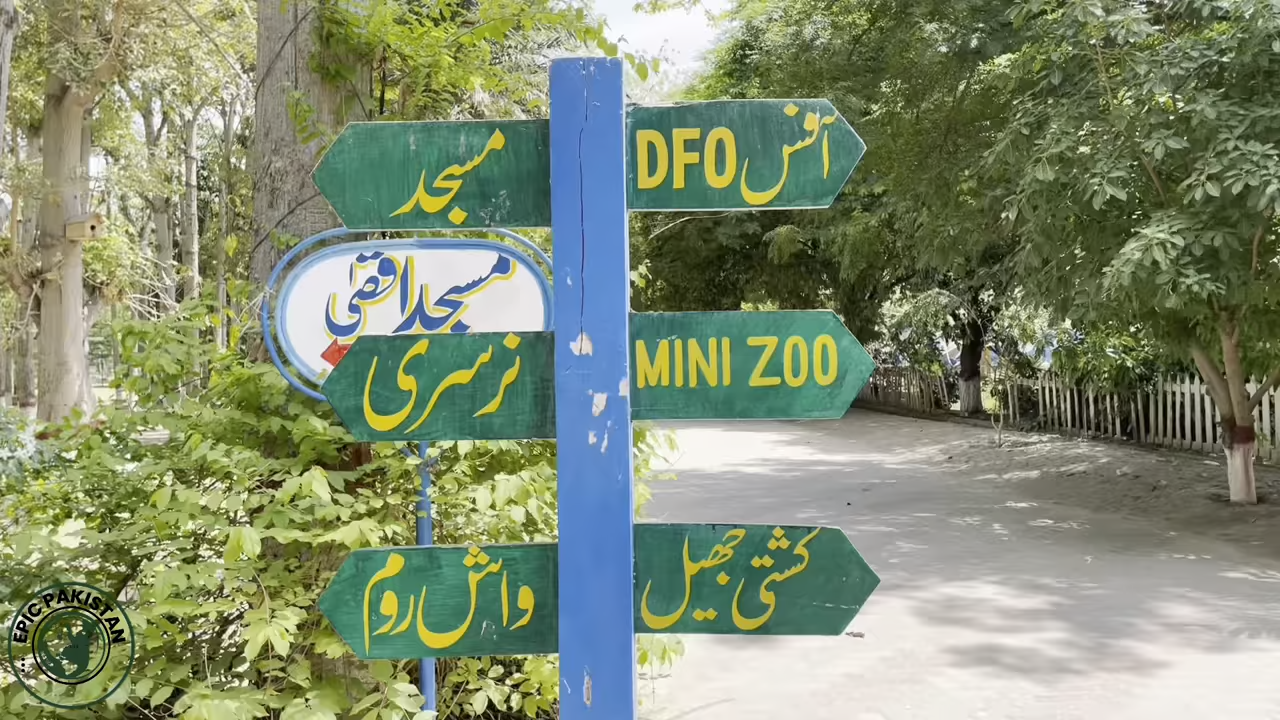 مسجد
DFO آفس
مسجد اقصیٰ
نرسری
MINI ZOO
واش روم
کشتی جھیل
EPIC PAKISTAN